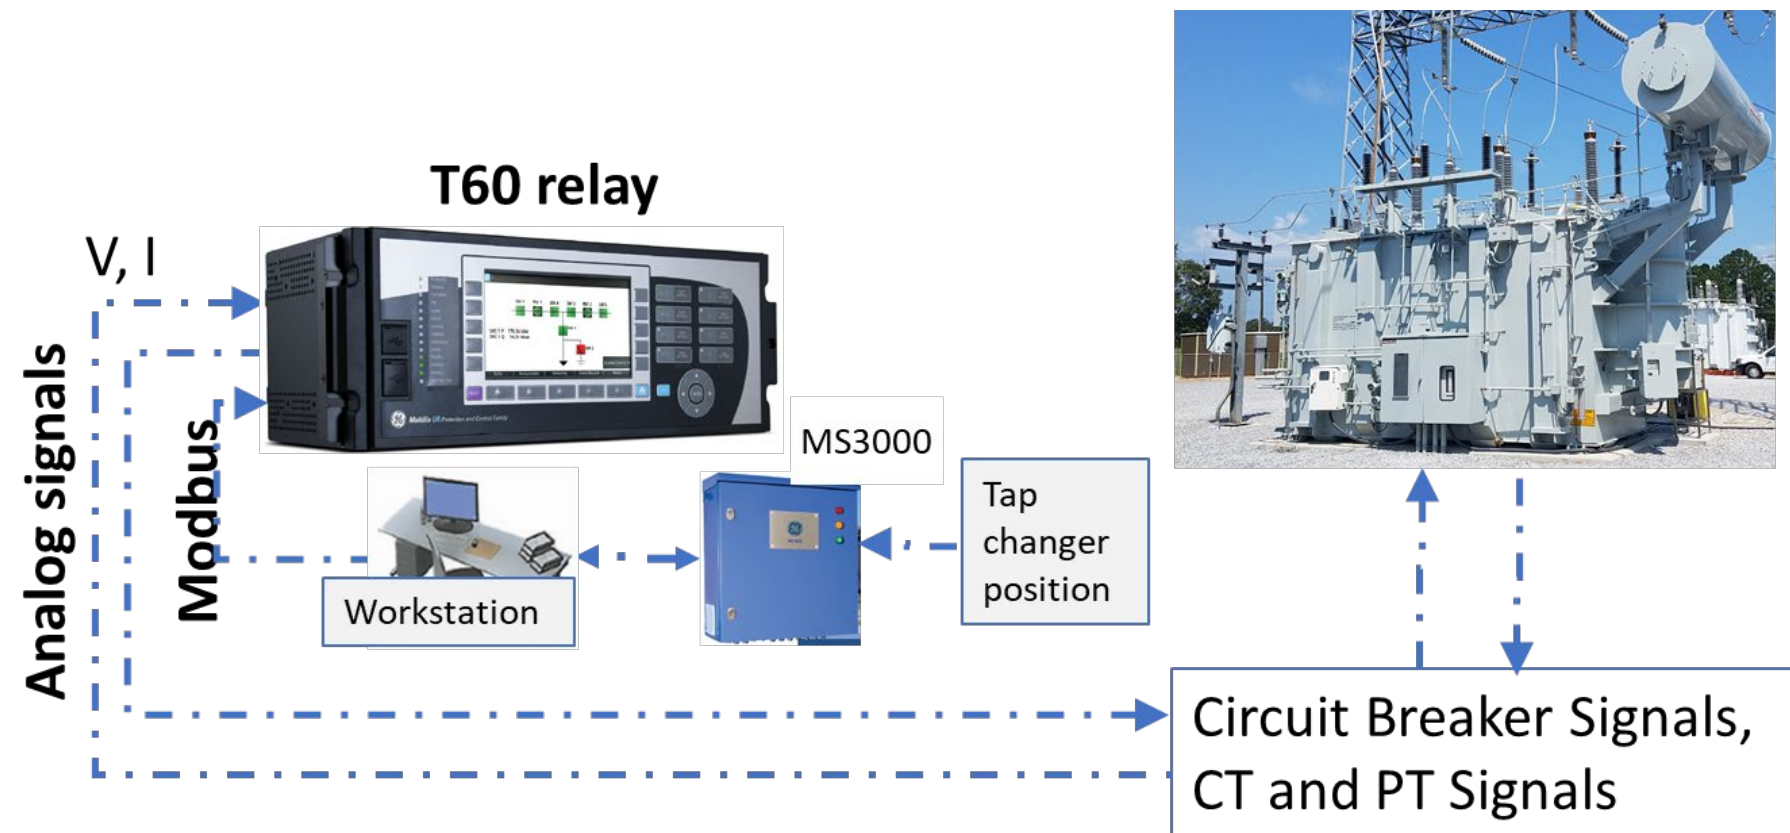 T60 relay
V, I
Analog signals
Modbus
MS3000
Tap
changer
position
Workstation
Circuit Breaker Signals,
CT and PT Signals